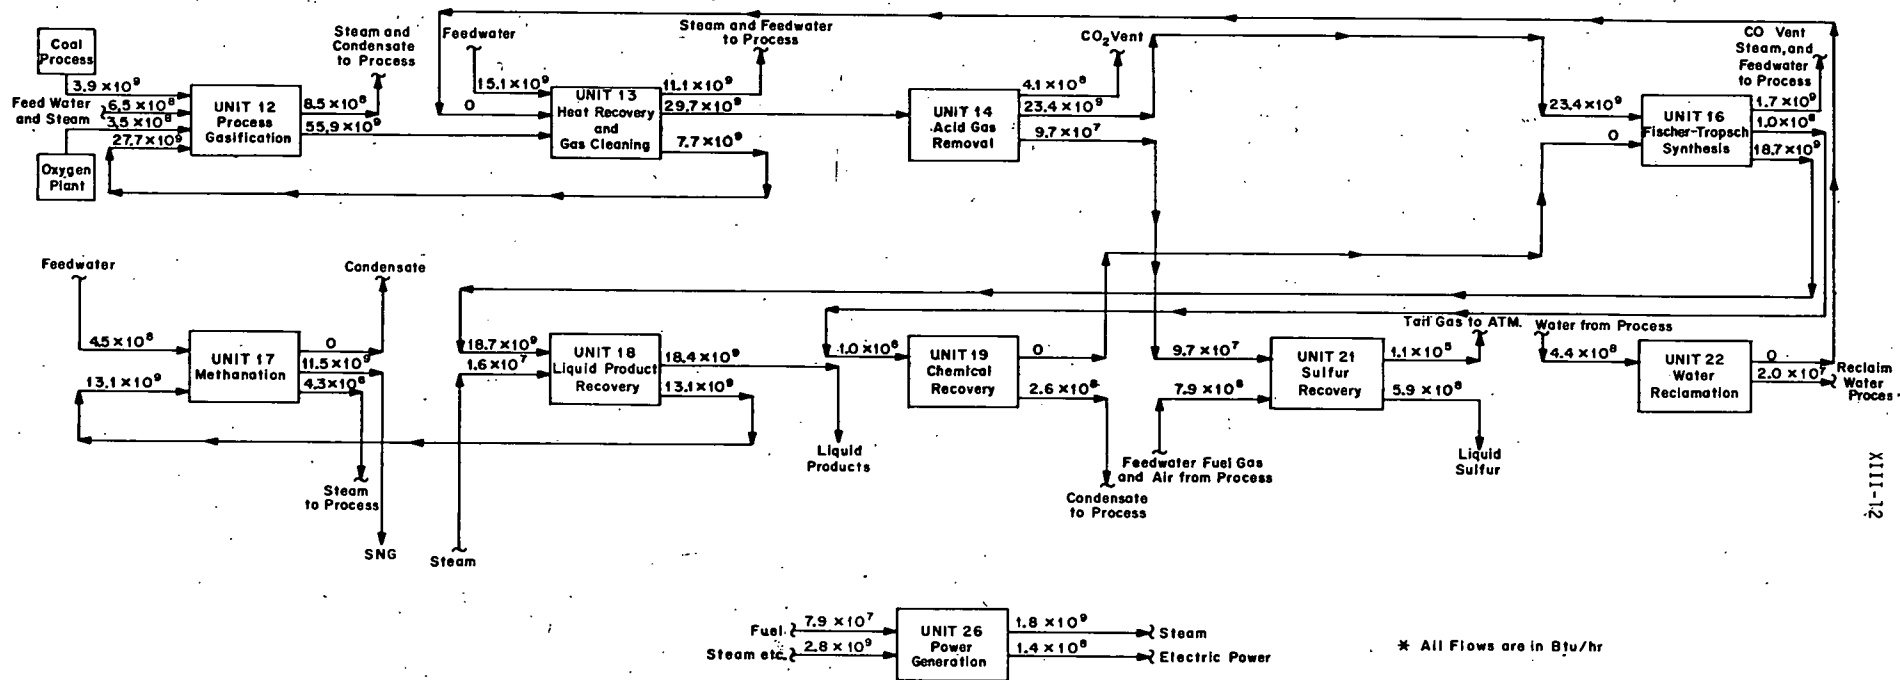 Coal
Process
3.9 × 10⁹
Feed Water
and Steam
6.5 × 10⁸
3.5 × 10⁸
27.7 × 10⁹
Oxygen
Plant
UNIT 12
Process
Gasification
Steam and
Condensate
to Process
8.5 × 10⁸
55.9 × 10⁹
Feedwater
15.1 × 10⁹
0
UNIT 13
Heat Recovery
and
Gas Cleaning
Steam and Feedwater
to Process
11.1 × 10⁹
29.7 × 10⁹
7.7 × 10⁹
UNIT 14
Acid Gas
Removal
CO₂ Vent
4.1 × 10⁸
23.4 × 10⁹
9.7 × 10⁷
23.4 × 10⁹
0
UNIT 16
Fischer-Tropsch
Synthesis
CO Vent
Steam, and
Feedwater
to Process
1.7 × 10⁹
1.0 × 10⁸
18.7 × 10⁹
Feedwater
4.5 × 10⁸
13.1 × 10⁹
UNIT 17
Methanation
Condensate
0
11.5 × 10⁹
4.3 × 10⁸
Steam
to Process
SNG
18.7 × 10⁹
1.6 × 10⁷
Steam
UNIT 18
Liquid Product
Recovery
18.4 × 10⁹
13.1 × 10⁹
Liquid
Products
1.0 × 10⁸
UNIT 19
Chemical
Recovery
0
2.6 × 10⁸
Condensate
to Process
9.7 × 10⁷
7.9 × 10⁸
Feedwater Fuel Gas
and Air from Process
UNIT 21
Sulfur
Recovery
Tail Gas to ATM.
1.1 × 10⁵
5.9 × 10⁸
Liquid
Sulfur
Water from Process
4.4 × 10⁸
UNIT 22
Water
Reclamation
0
2.0 × 10⁷
Reclaim
Water
Proces
Fuel
7.9 × 10⁷
Steam etc.
2.8 × 10⁹
UNIT 26
Power
Generation
1.8 × 10⁹
Steam
1.4 × 10⁸
Electric Power
* All Flows are in Btu/hr
XIII-12